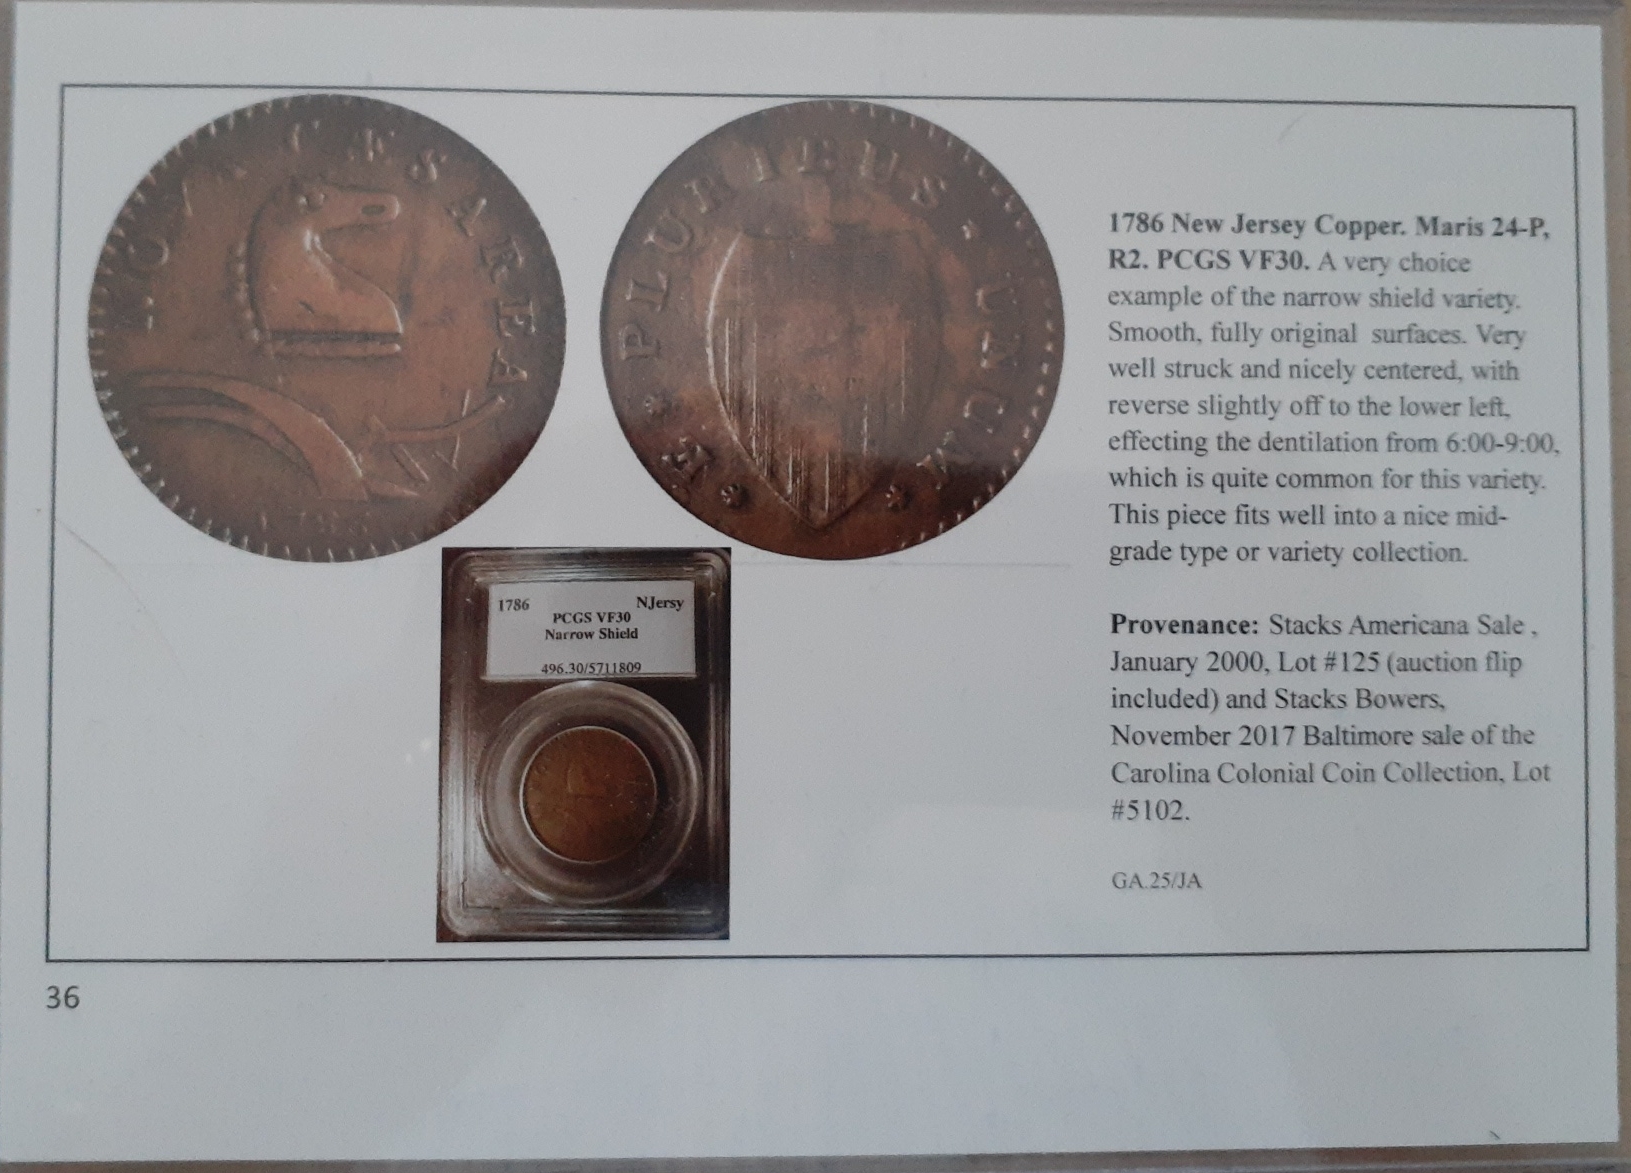 NOVA CÆSAREA
1786
* E * PLURIBUS * UNUM *
1786 New Jersey Copper. Maris 24-P,
R2. PCGS VF30. A very choice
example of the narrow shield variety.
Smooth, fully original surfaces. Very
well struck and nicely centered, with
reverse slightly off to the lower left,
effecting the dentilation from 6:00-9:00,
which is quite common for this variety.
This piece fits well into a nice mid-
grade type or variety collection.
Provenance: Stacks Americana Sale ,
January 2000, Lot #125 (auction flip
included) and Stacks Bowers,
November 2017 Baltimore sale of the
Carolina Colonial Coin Collection, Lot
#5102.
GA.25/JA
1786 NJersy
PCGS VF30
Narrow Shield
496.30/5711809
36